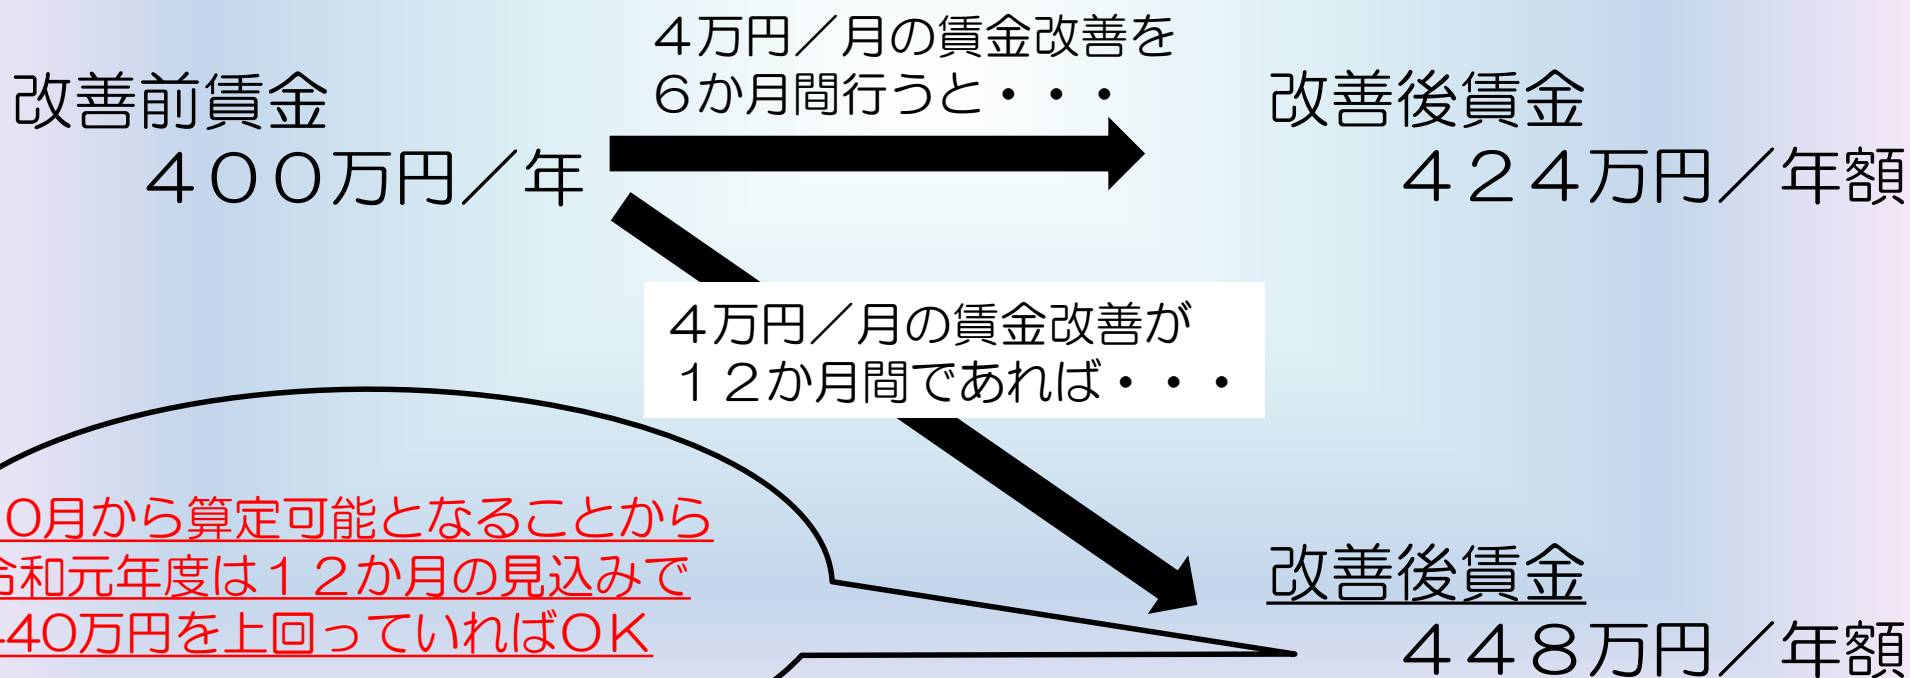 ４万円／月の賃金改善を
６か月間行うと・・・
改善前賃金
４００万円／年
改善後賃金
４２４万円／年額
４万円／月の賃金改善が
１２か月間であれば・・・
０月から算定可能となることから
令和元年度は１２か月の見込みで
４０万円を上回っていればＯＫ
改善後賃金
４４８万円／年額